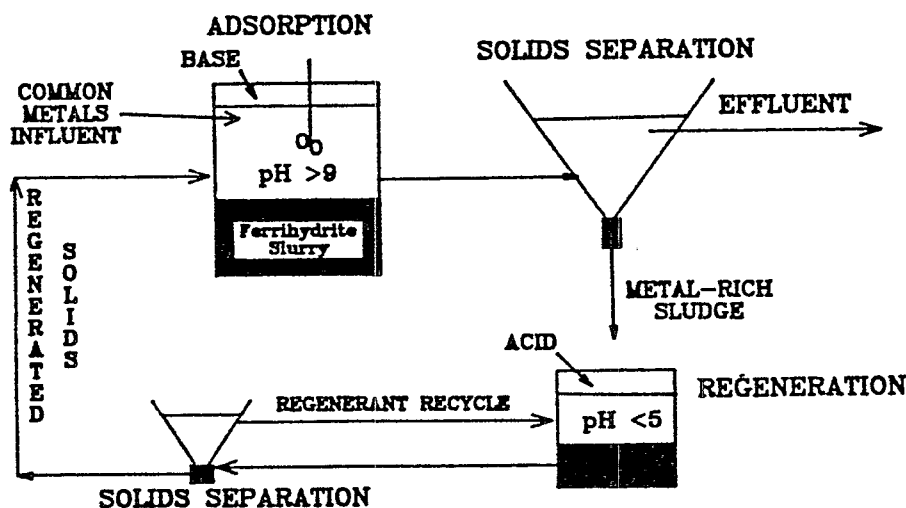 ADSORPTION
BASE
COMMON
METALS
INFLUENT
pH >9
Ferrihydrite
Slurry
SOLIDS SEPARATION
EFFLUENT
METAL-RICH
SLUDGE
ACID
REGENERATION
pH <5
REGENERANT RECYCLE
SOLIDS SEPARATION
REGENERATED
SOLIDS